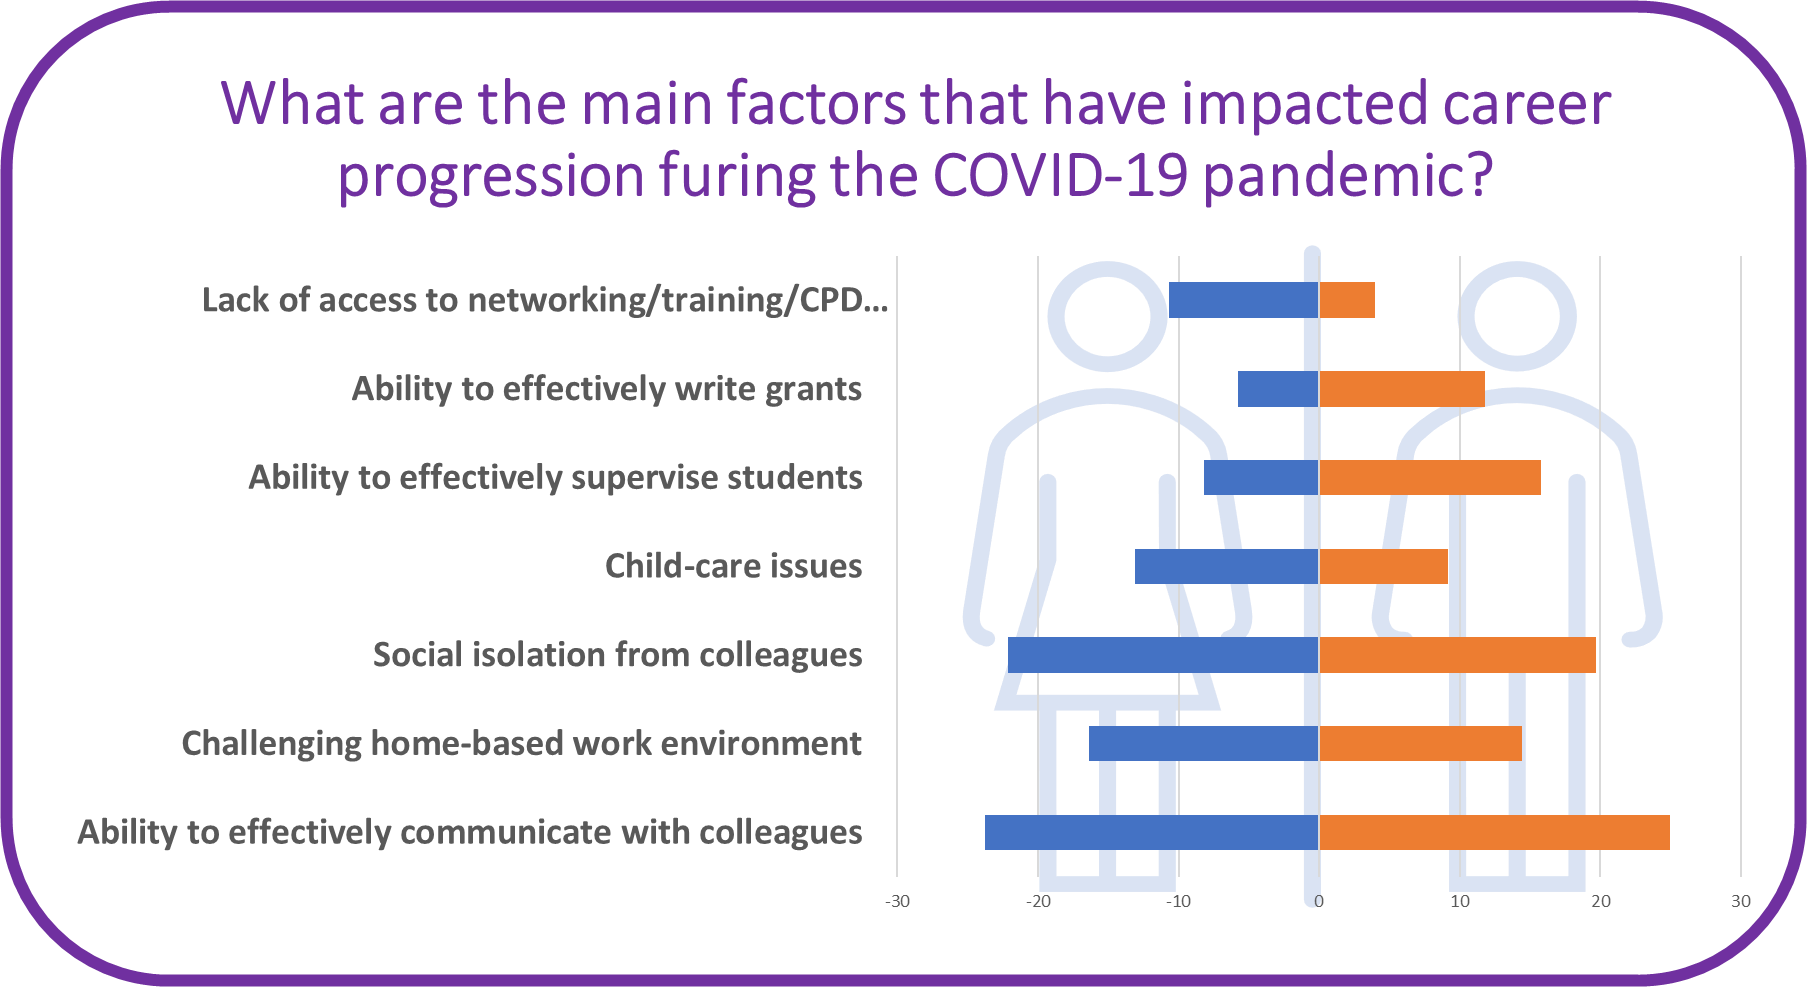 What are the main factors that have impacted career
progression furing the COVID-19 pandemic?
Lack of access to networking/training/CPD...
Ability to effectively write grants
Ability to effectively supervise students
Child-care issues
Social isolation from colleagues
Challenging home-based work environment
Ability to effectively communicate with colleagues
-30 -20 -10 0 10 20 30